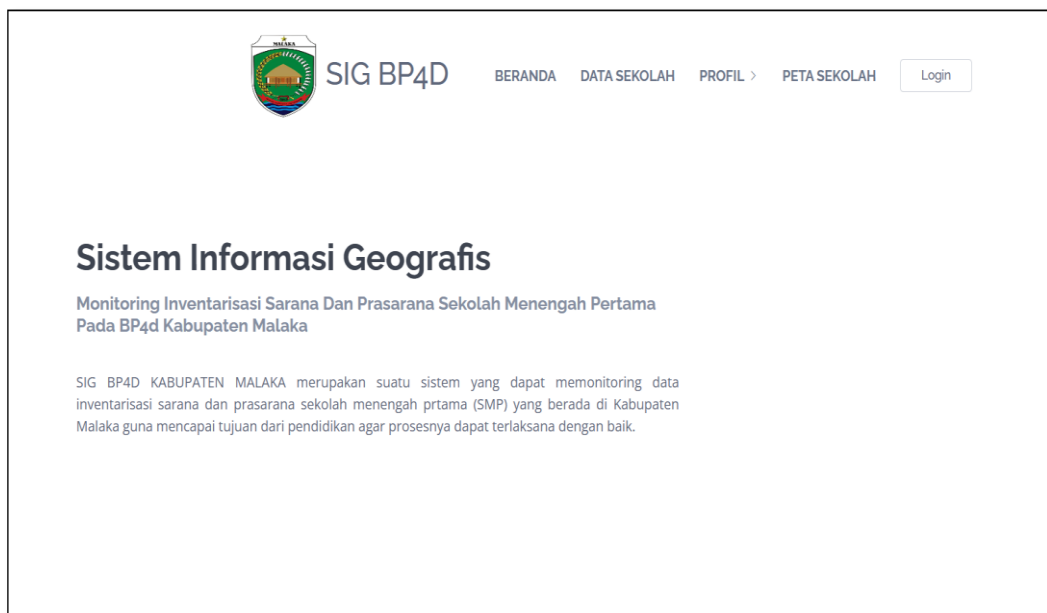 MALAKA
SIG BP4D
BERANDA DATA SEKOLAH PROFIL > PETA SEKOLAH Login
Sistem Informasi Geografis
Monitoring Inventarisasi Sarana Dan Prasarana Sekolah Menengah Pertama
Pada BP4d Kabupaten Malaka
SIG BP4D KABUPATEN MALAKA merupakan suatu sistem yang dapat memonitoring data
inventarisasi sarana dan prasarana sekolah menengah prtama (SMP) yang berada di Kabupaten
Malaka guna mencapai tujuan dari pendidikan agar prosesnya dapat terlaksana dengan baik.